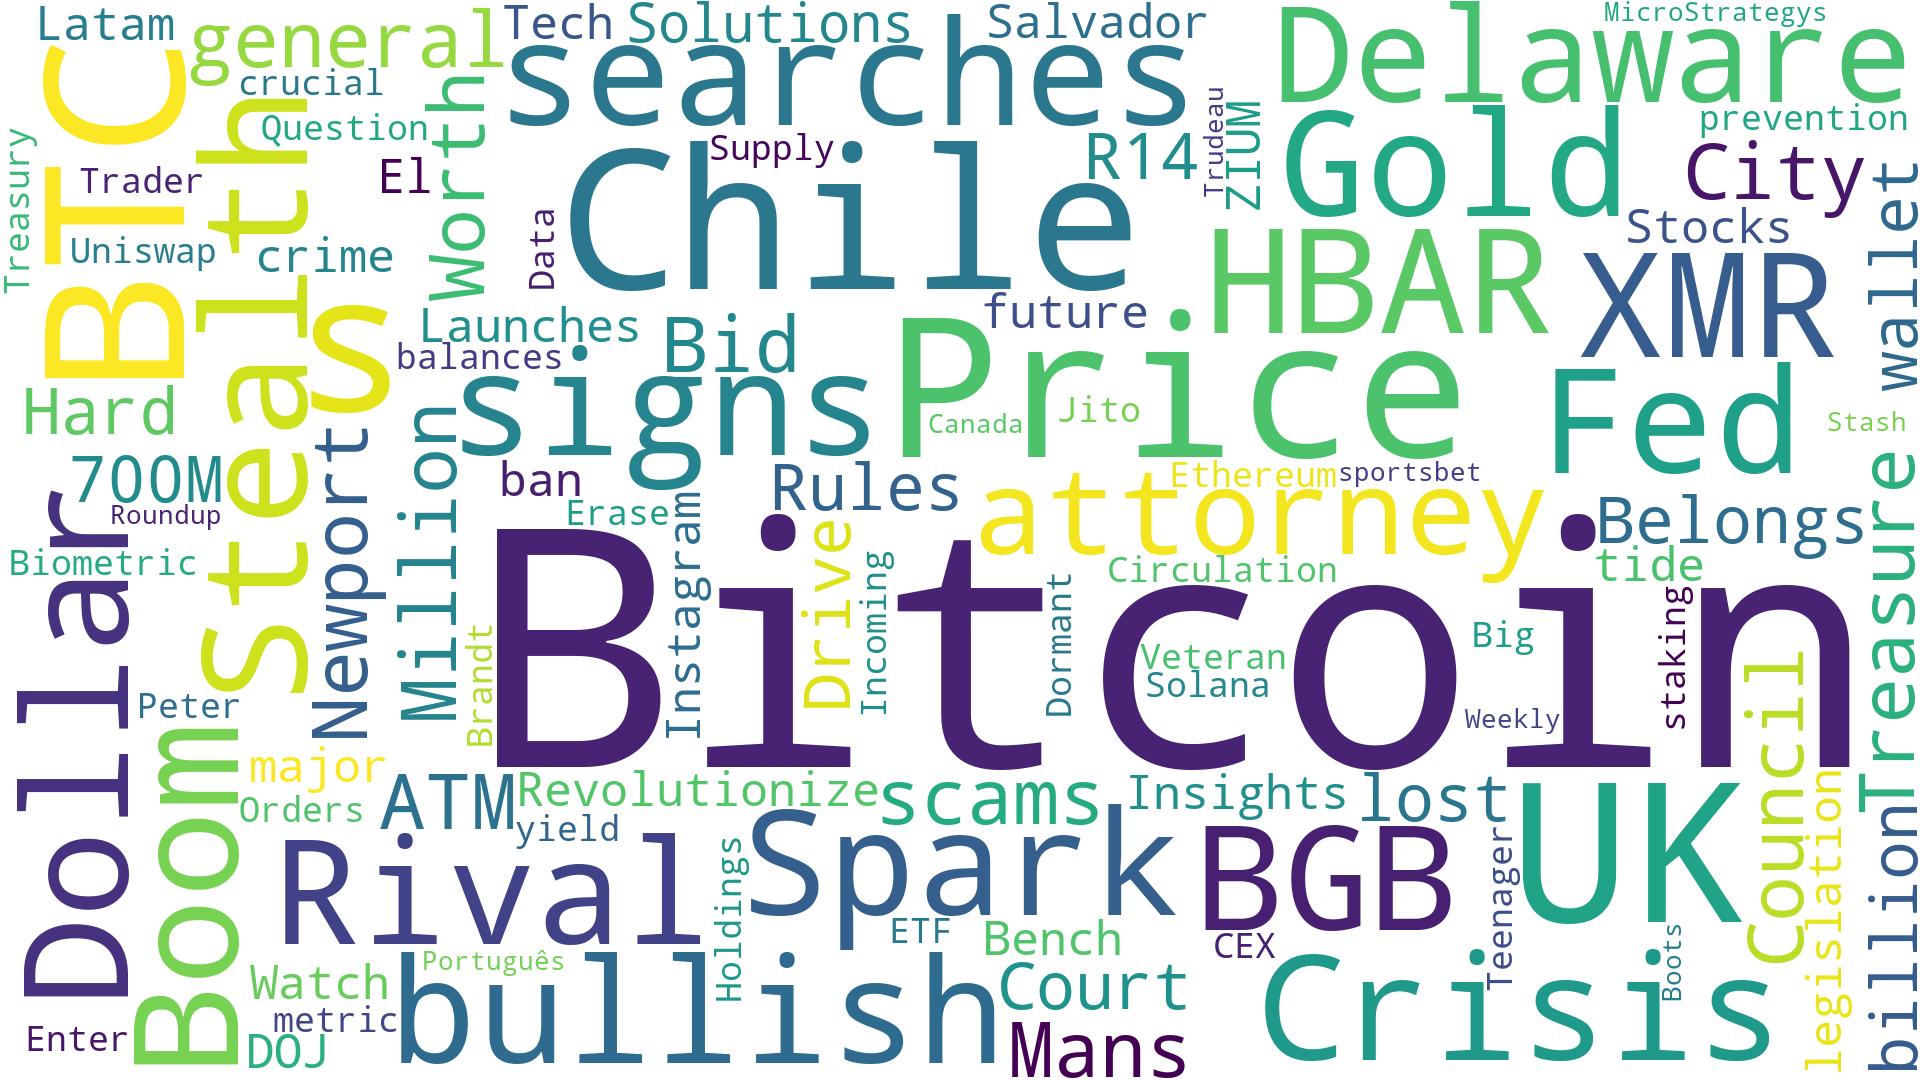 Latam
general
Tech
Solutions
Salvador
MicroStrategys
BTC
crucial
searches
Delaware
Treasury
Question
Stealth
Worth
Supply
R14
Trudeau
ZIUM
Gold
prevention
Trader
El
Chile
City
Uniswap
crime
Data
HBAR
Stocks
XMR
wallet
s
Launches
Bid
future
Price
balances
signs
Fed
Hard
Newport
Million
Canada
Jito
Stash
700M
ban
Rules
Ethereum
sportsbet
attorney
Roundup
Erase
Instagram
Belongs
Treasure
Dollar
Biometric
Bitcoin
Drive
Incoming
Dormant
Circulation
tide
Brandt
Veteran
Solana
Big
staking
Council
Peter
Weekly
Boom
major
ATM
Revolutionize
scams
Insights
lost
UK
Orders
yield
legislation
billion
Rival
Holdings
Spark
BGB
Teenager
ETF
Bench
CEX
Boots
Watch
Português
bullish
Court
Crisis
metric
Enter
DOJ
Mans